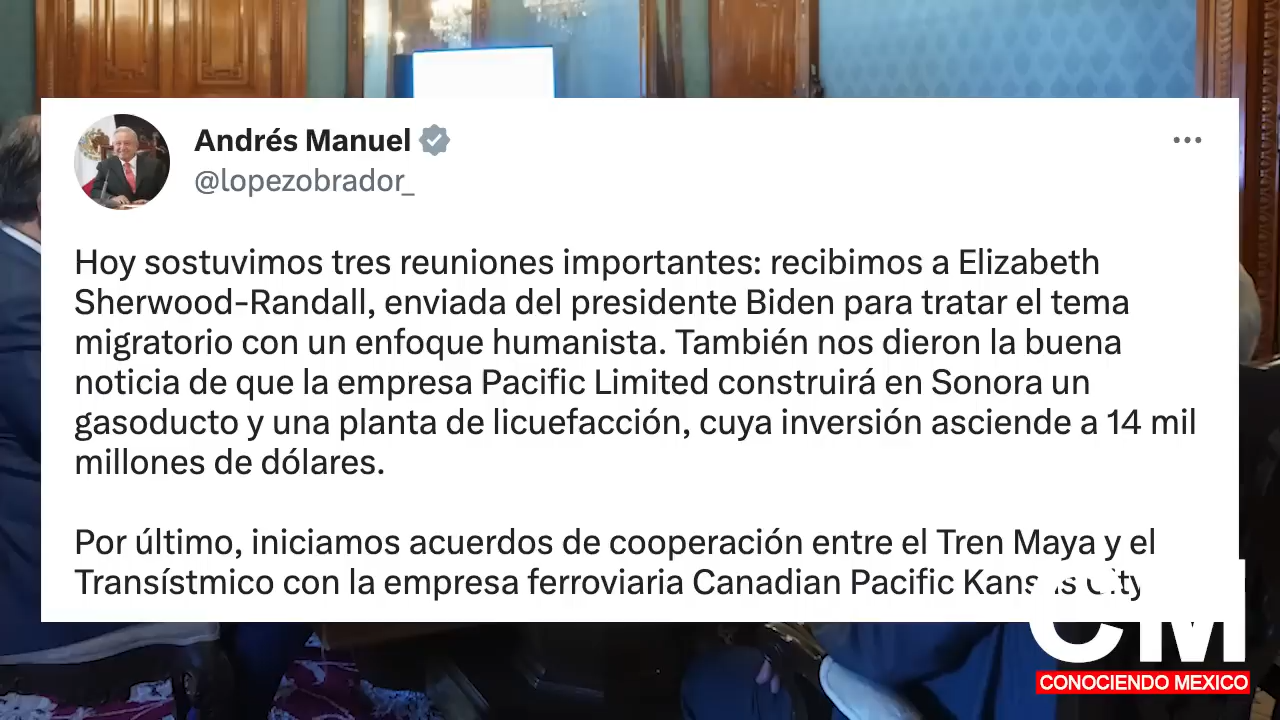 Andrés Manuel
@lopezobrador_
Hoy sostuvimos tres reuniones importantes: recibimos a Elizabeth
Sherwood-Randall, enviada del presidente Biden para tratar el tema
migratorio con un enfoque humanista. También nos dieron la buena
noticia de que la empresa Pacific Limited construirá en Sonora un
gasoducto y una planta de licuefacción, cuya inversión asciende a 14 mil
millones de dólares.
Por último, iniciamos acuerdos de cooperación entre el Tren Maya y el
Transístmico con la empresa ferroviaria Canadian Pacific Kansas City
CM
CONOCIENDO MEXICO